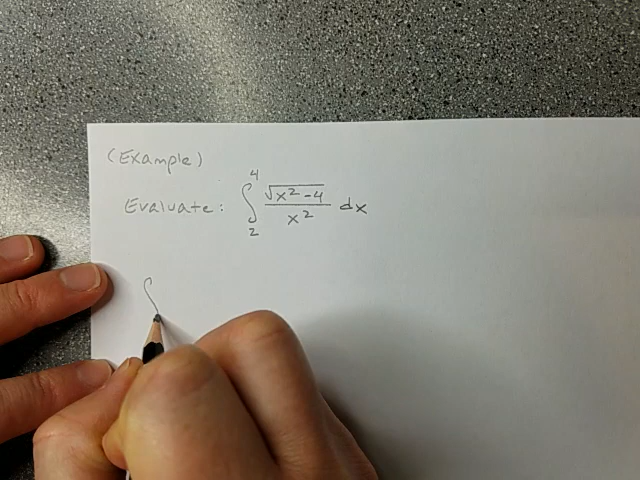 (Example)
Evaluate: ∫₂⁴ √(x²-4)/x² dx
∫